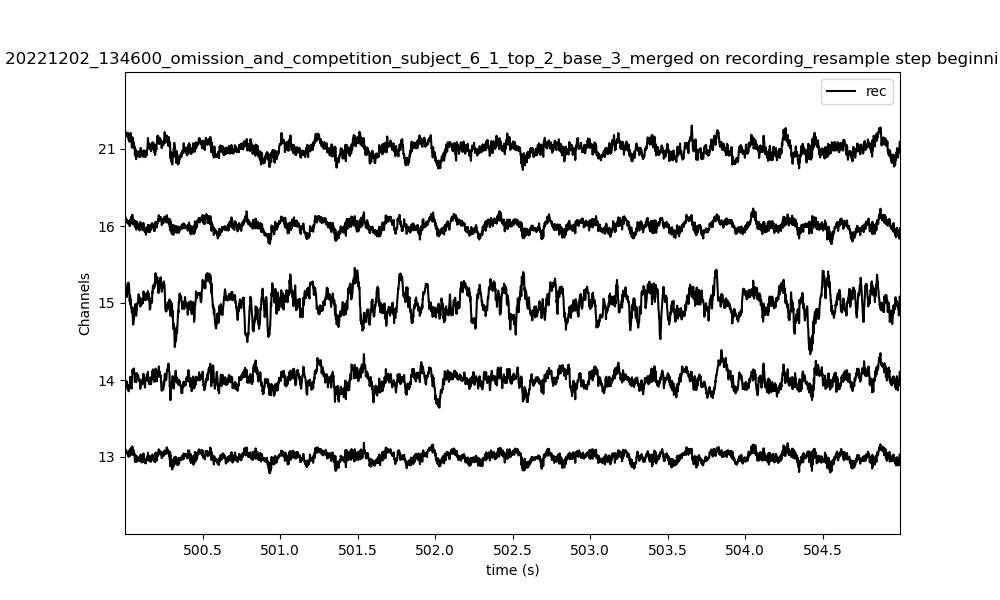 20221202_134600_omission_and_competition_subject_6_1_top_2_base_3_merged on recording_resample step beginni
rec
21
16
15
14
13
Channels
500.5 501.0 501.5 502.0 502.5 503.0 503.5 504.0 504.5
time (s)